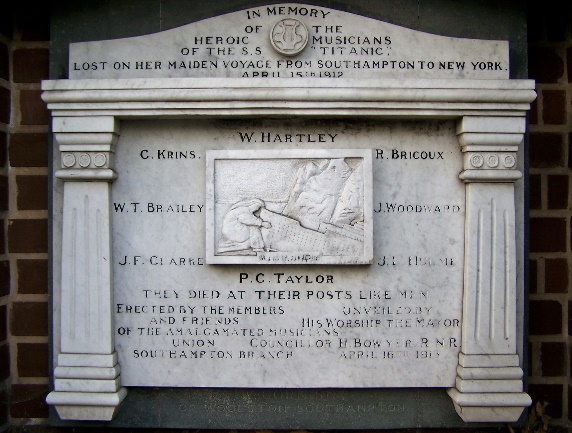 IN MEMORY
OF THE
HEROIC MUSICIANS
OF THE S.S "TITANIC"
LOST ON HER MAIDEN VOYAGE FROM SOUTHAMPTON TO NEW YORK.
APRIL 15TH 1912
W. HARTLEY
C. KRINS. R. BRICOUX
W. T. BRAILEY J. WOODWARD
J. F. CLARKE J. L. HULME
P. C. TAYLOR
THEY DIED AT THEIR POSTS LIKE MEN
ERECTED BY THE MEMBERS UNVEILED BY
AND FRIENDS HIS WORSHIP THE MAYOR
OF THE AMALGAMATED MUSICIANS
UNION COUNCILLOR H. BOWYER R.N.R.
SOUTHAMPTON BRANCH APRIL 16TH 1913